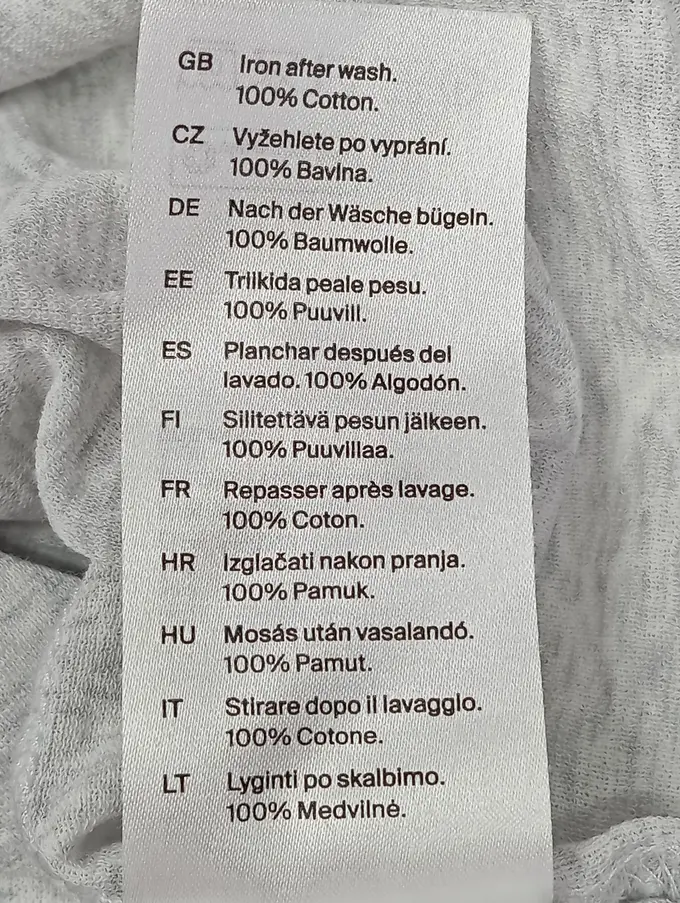 GB Iron after wash.
100% Cotton.
CZ Vyžehlete po vyprání.
100% Bavlna.
DE Nach der Wäsche bügeln.
100% Baumwolle.
EE Triikida peale pesu.
100% Puuvill.
ES Planchar después del
lavado. 100% Algodón.
FI Silitettävä pesun jälkeen.
100% Puuvillaa.
FR Repasser après lavage.
100% Coton.
HR Izglačati nakon pranja.
100% Pamuk.
HU Mosás után vasalandó.
100% Pamut.
IT Stirare dopo il lavaggio.
100% Cotone.
LT Lyginti po skalbimo.
100% Medvilnė.